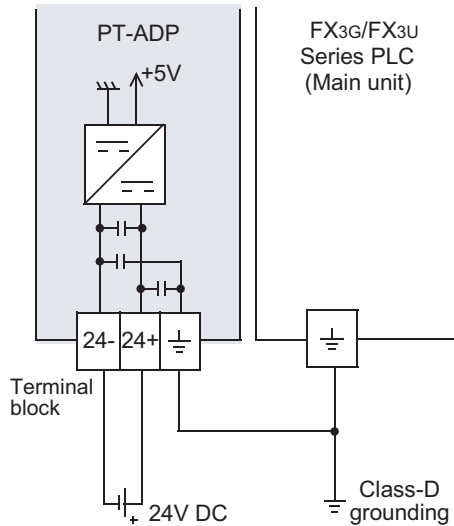 PT-ADP
FX3G/FX3U
Series PLC
(Main unit)
+5V
24- 24+
Terminal
block
+ 24V DC
Class-D
grounding